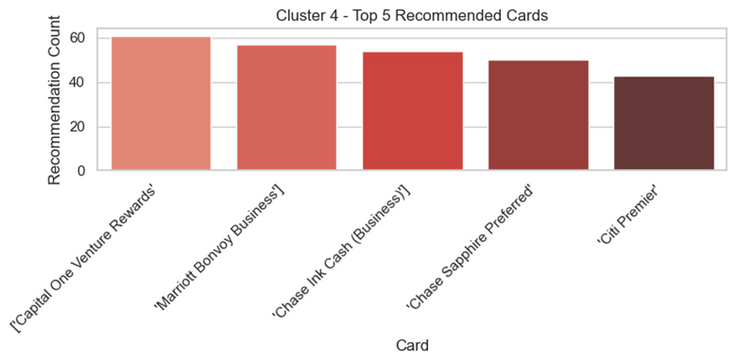 Cluster 4 - Top 5 Recommended Cards
Recommendation Count
60
40
20
0
['Capital One Venture Rewards'
'Marriott Bonvoy Business']
'Chase Ink Cash (Business)']
'Chase Sapphire Preferred'
'Citi Premier'
Card